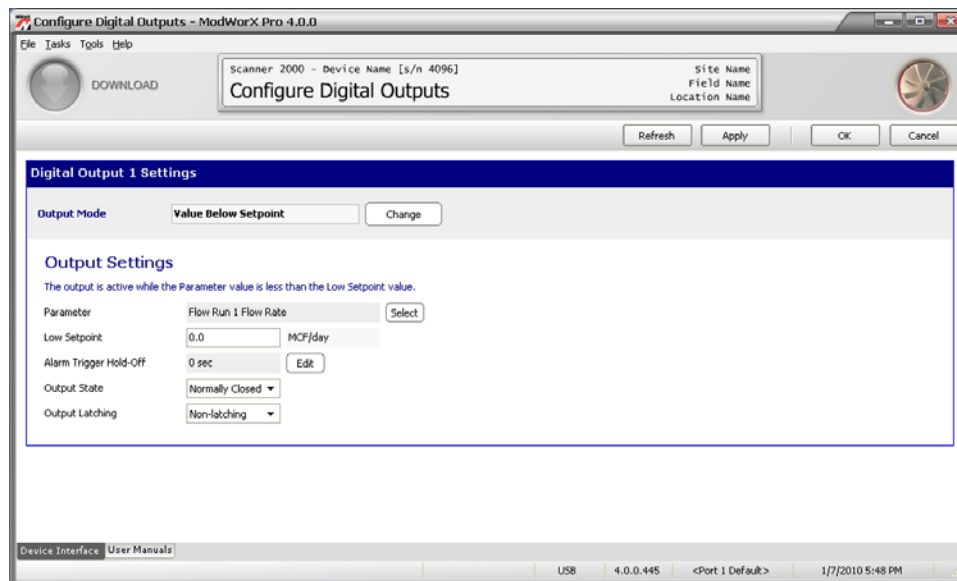 Configure Digital Outputs - ModWorX Pro 4.0.0
File Tasks Tools Help
DOWNLOAD
Scanner 2000 - Device Name [s/n 4096]
Configure Digital Outputs
Site Name
Field Name
Location Name
Refresh Apply OK Cancel
Digital Output 1 Settings
Output Mode Value Below Setpoint Change
Output Settings
The output is active while the Parameter value is less than the Low Setpoint value.
Parameter Flow Run 1 Flow Rate Select
Low Setpoint 0.0 MCF/day
Alarm Trigger Hold-Off 0 sec Edit
Output State Normally Closed
Output Latching Non-latching
Device Interface User Manuals
USB 4.0.0.445 <Port 1 Default> 1/7/2010 5:48 PM